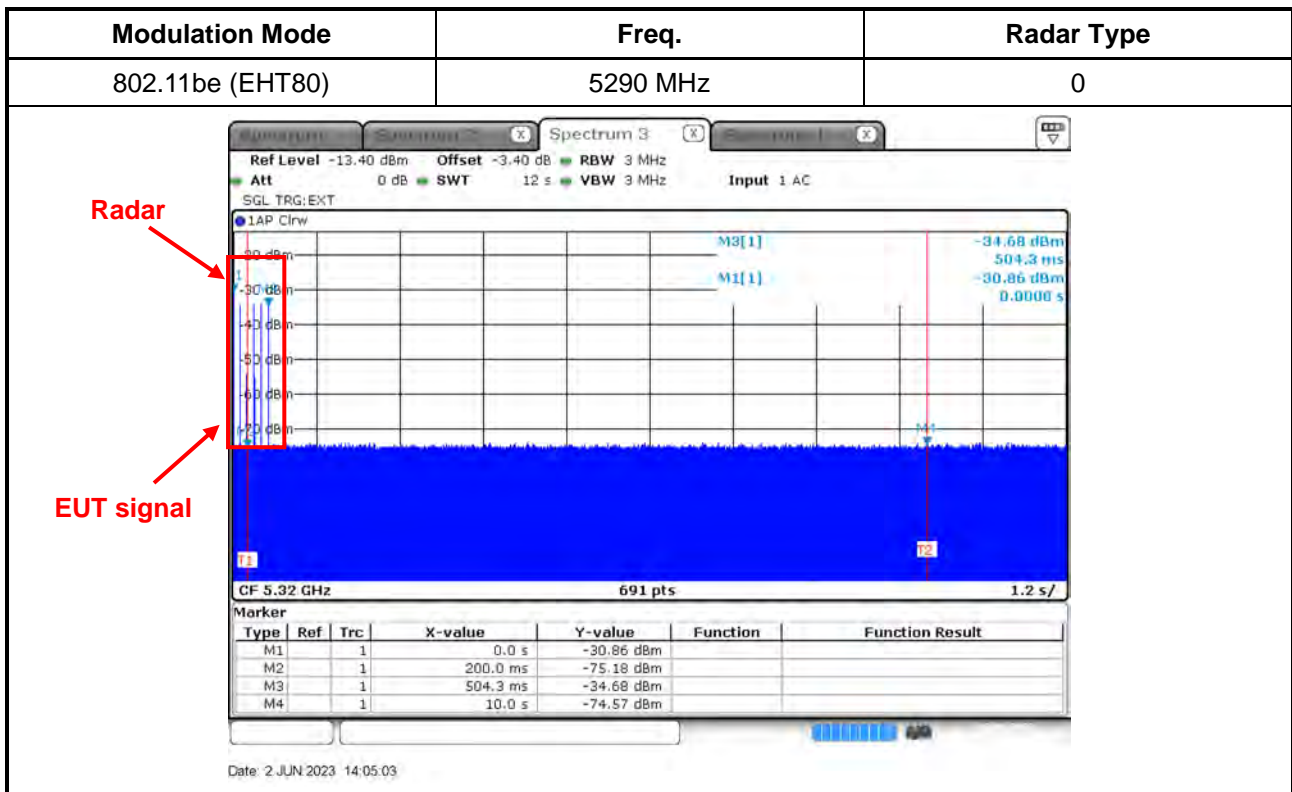 Modulation Mode Freq. Radar Type
802.11be (EHT80) 5290 MHz 0
Spectrum 3
Ref Level -13.40 dBm Offset -3.40 dB RBW 3 MHz
Att 0 dB SWT 12 s VBW 3 MHz Input 1 AC
SGL TRG:EXT
Radar
1AP Clrw
M3[1] -34.68 dBm
504.3 ms
M1[1] -30.86 dBm
0.0000 s
-30 dBm
-40 dBm
-50 dBm
-60 dBm
-70 dBm
M4
EUT signal
T1
T2
CF 5.32 GHz 691 pts 1.2 s/
Marker
Type Ref Trc X-value Y-value Function Function Result
M1 1 0.0 s -30.86 dBm
M2 1 200.0 ms -75.18 dBm
M3 1 504.3 ms -34.68 dBm
M4 1 10.0 s -74.57 dBm
Date: 2 JUN 2023 14:05:03